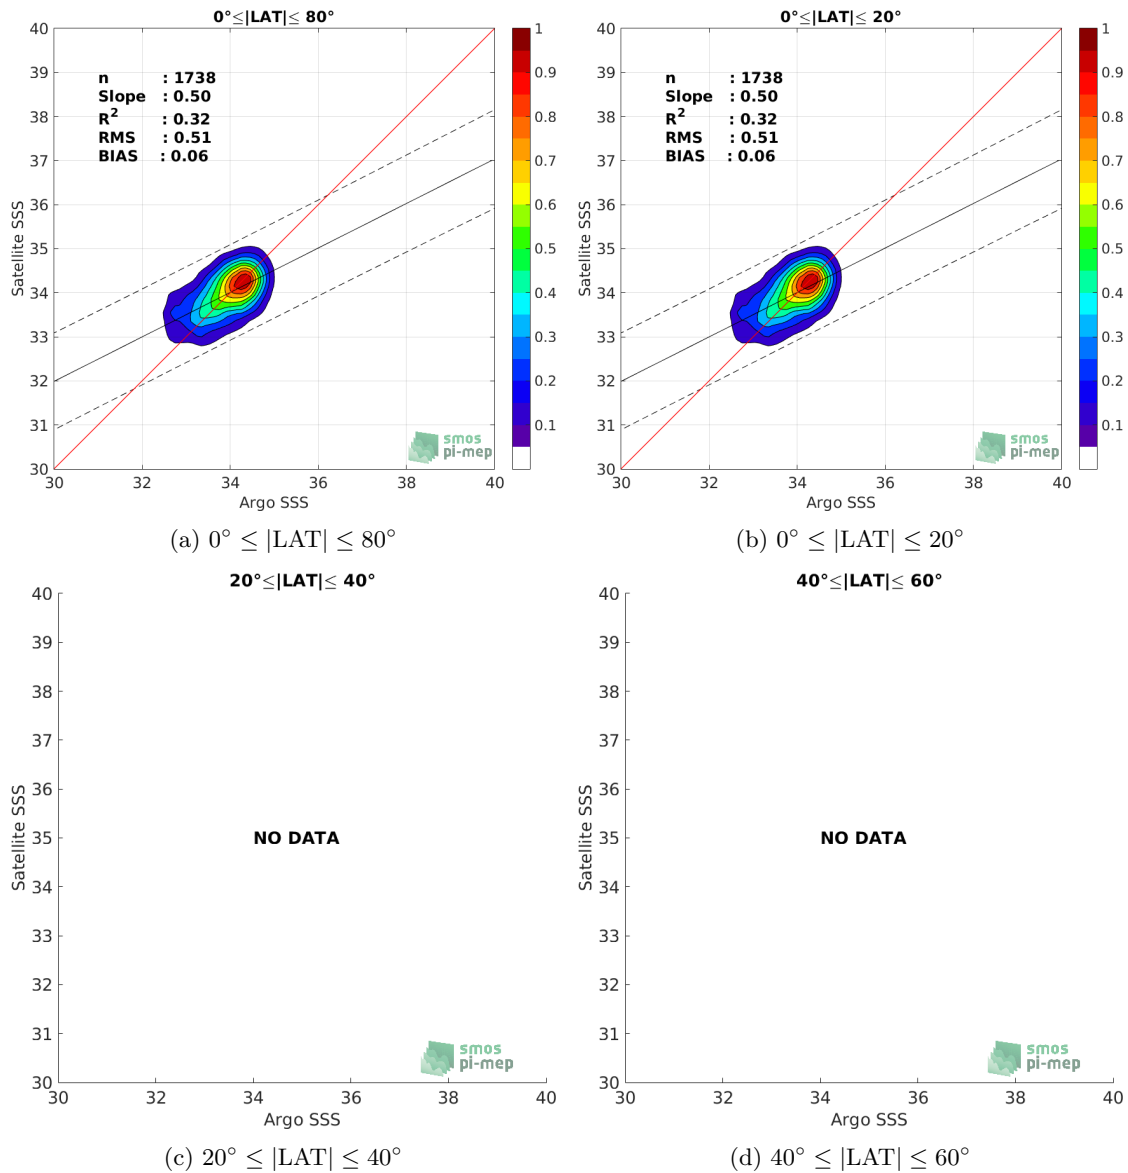 0°≤|LAT|≤ 80°
40
39
38
37
36
35
34
33
32
31
30
Satellite SSS
n : 1738
Slope : 0.50
R² : 0.32
RMS : 0.51
BIAS : 0.06
smos
pi-mep
30 32 34 36 38 40
Argo SSS
1
0.9
0.8
0.7
0.6
0.5
0.4
0.3
0.2
0.1
(a) 0° ≤ |LAT| ≤ 80°
0°≤|LAT|≤ 20°
40
39
38
37
36
35
34
33
32
31
30
Satellite SSS
n : 1738
Slope : 0.50
R² : 0.32
RMS : 0.51
BIAS : 0.06
smos
pi-mep
30 32 34 36 38 40
Argo SSS
1
0.9
0.8
0.7
0.6
0.5
0.4
0.3
0.2
0.1
(b) 0° ≤ |LAT| ≤ 20°
20°≤|LAT|≤ 40°
40
39
38
37
36
35
34
33
32
31
30
Satellite SSS
NO DATA
smos
pi-mep
30 32 34 36 38 40
Argo SSS
(c) 20° ≤ |LAT| ≤ 40°
40°≤|LAT|≤ 60°
40
39
38
37
36
35
34
33
32
31
30
Satellite SSS
NO DATA
smos
pi-mep
30 32 34 36 38 40
Argo SSS
(d) 40° ≤ |LAT| ≤ 60°